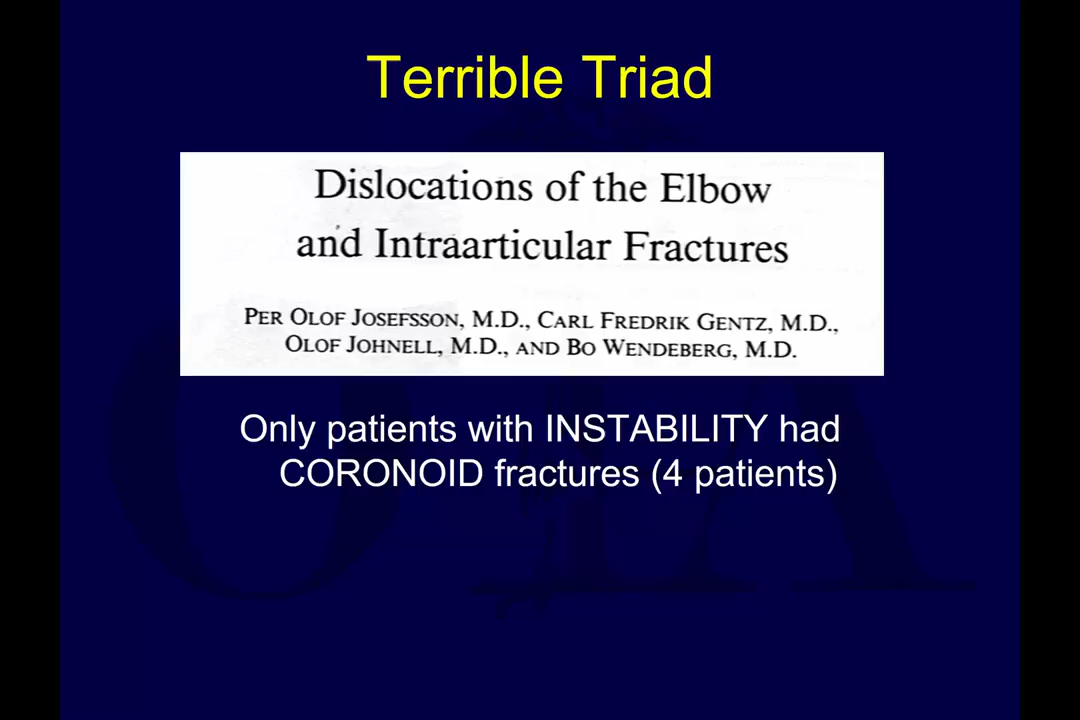 Terrible Triad
Dislocations of the Elbow
and Intraarticular Fractures
PER OLOF JOSEFSSON, M.D., CARL FREDRIK GENTZ, M.D.,
OLOF JOHNELL, M.D., AND BO WENDEBERG, M.D.
Only patients with INSTABILITY had
CORONOID fractures (4 patients)
OTA